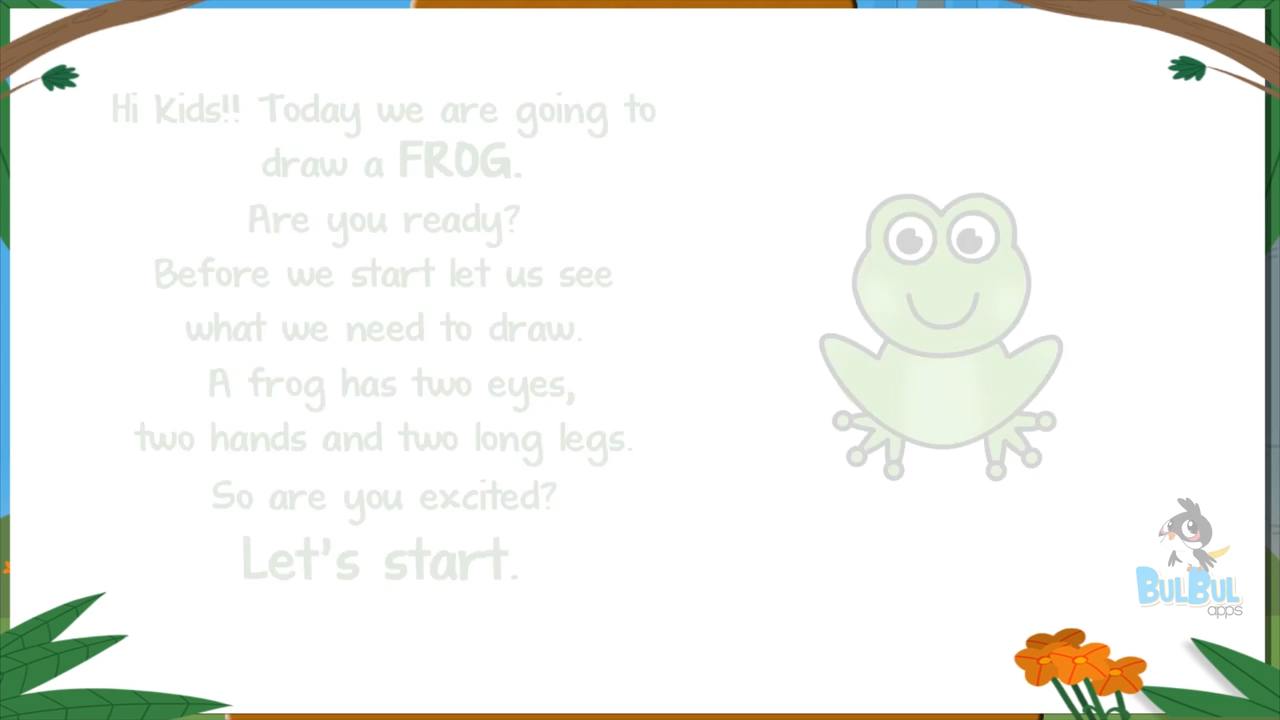 Hi Kids!! Today we are going to
draw a FROG.
Are you ready?
Before we start let us see
what we need to draw.
A frog has two eyes,
two hands and two long legs.
So are you excited?
Let's start.
BULBUL
apps